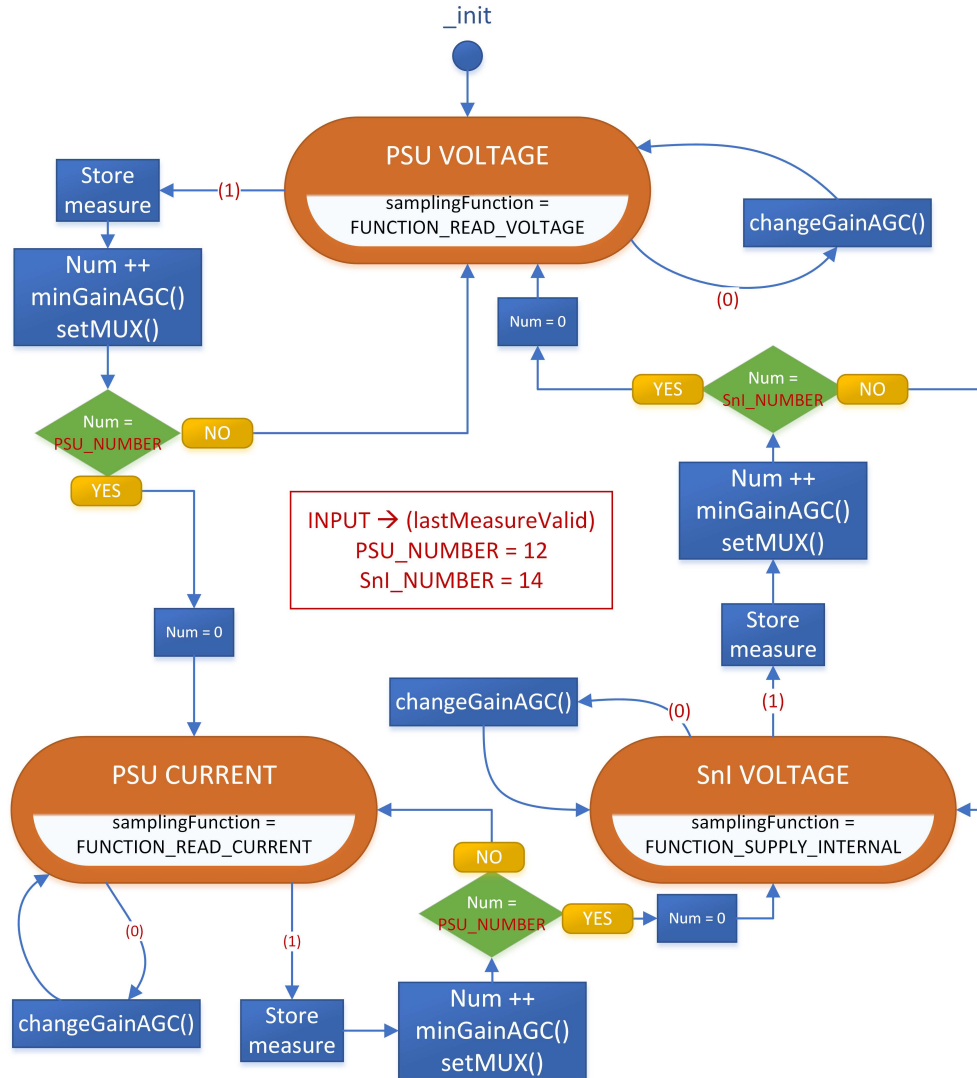 _init
PSU VOLTAGE
samplingFunction =
FUNCTION_READ_VOLTAGE
(1)
Store
measure
Num ++
minGainAGC()
setMUX()
Num =
PSU_NUMBER
NO
YES
changeGainAGC()
(0)
Num = 0
YES
Num =
SnI_NUMBER
NO
Num ++
minGainAGC()
setMUX()
Store
measure
(1)
INPUT → (lastMeasureValid)
PSU_NUMBER = 12
SnI_NUMBER = 14
Num = 0
changeGainAGC()
(0)
PSU CURRENT
samplingFunction =
FUNCTION_READ_CURRENT
SnI VOLTAGE
samplingFunction =
FUNCTION_SUPPLY_INTERNAL
NO
Num =
PSU_NUMBER
YES
Num = 0
(0)
(1)
changeGainAGC()
Store
measure
Num ++
minGainAGC()
setMUX()